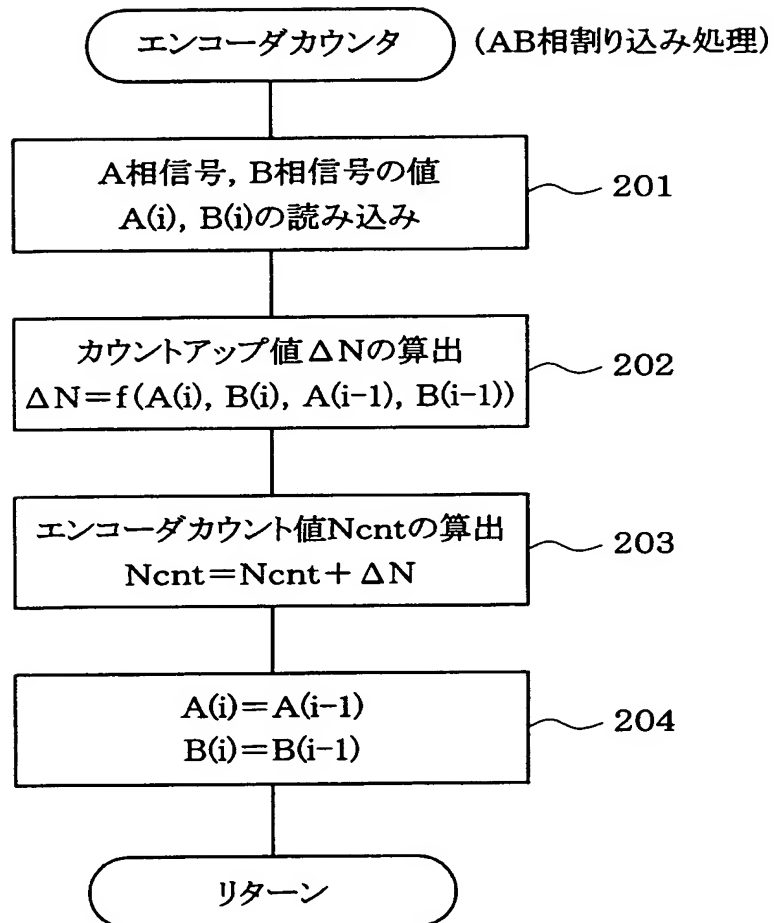 エンコーダカウンタ (AB相割り込み処理)
A相信号, B相信号の値
A(i), B(i)の読み込み
201
カウントアップ値ΔNの算出
ΔN=f(A(i), B(i), A(i-1), B(i-1))
202
エンコーダカウント値Ncntの算出
Ncnt=Ncnt+ΔN
203
A(i)=A(i-1)
B(i)=B(i-1)
204
リターン